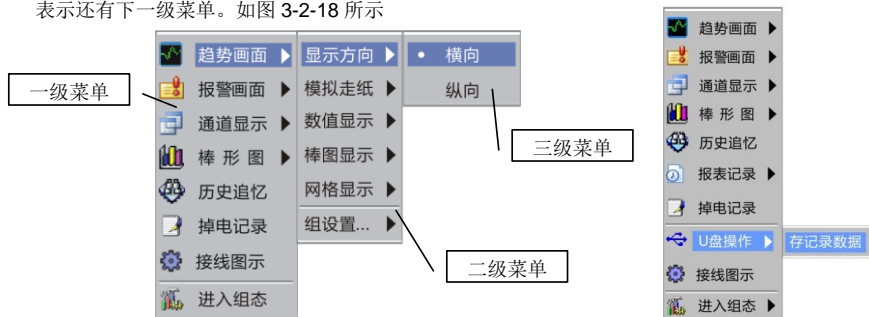 表示还有下一级菜单。如图 3-2-18 所示
一级菜单
趋势画面
报警画面
通道显示
棒 形 图
历史追忆
掉电记录
接线图示
进入组态
显示方向
模拟走纸
数值显示
棒图显示
网格显示
组设置...
二级菜单
• 横向
纵向
三级菜单
趋势画面
报警画面
通道显示
棒 形 图
历史追忆
报表记录
掉电记录
U盘操作
存记录数据
接线图示
进入组态